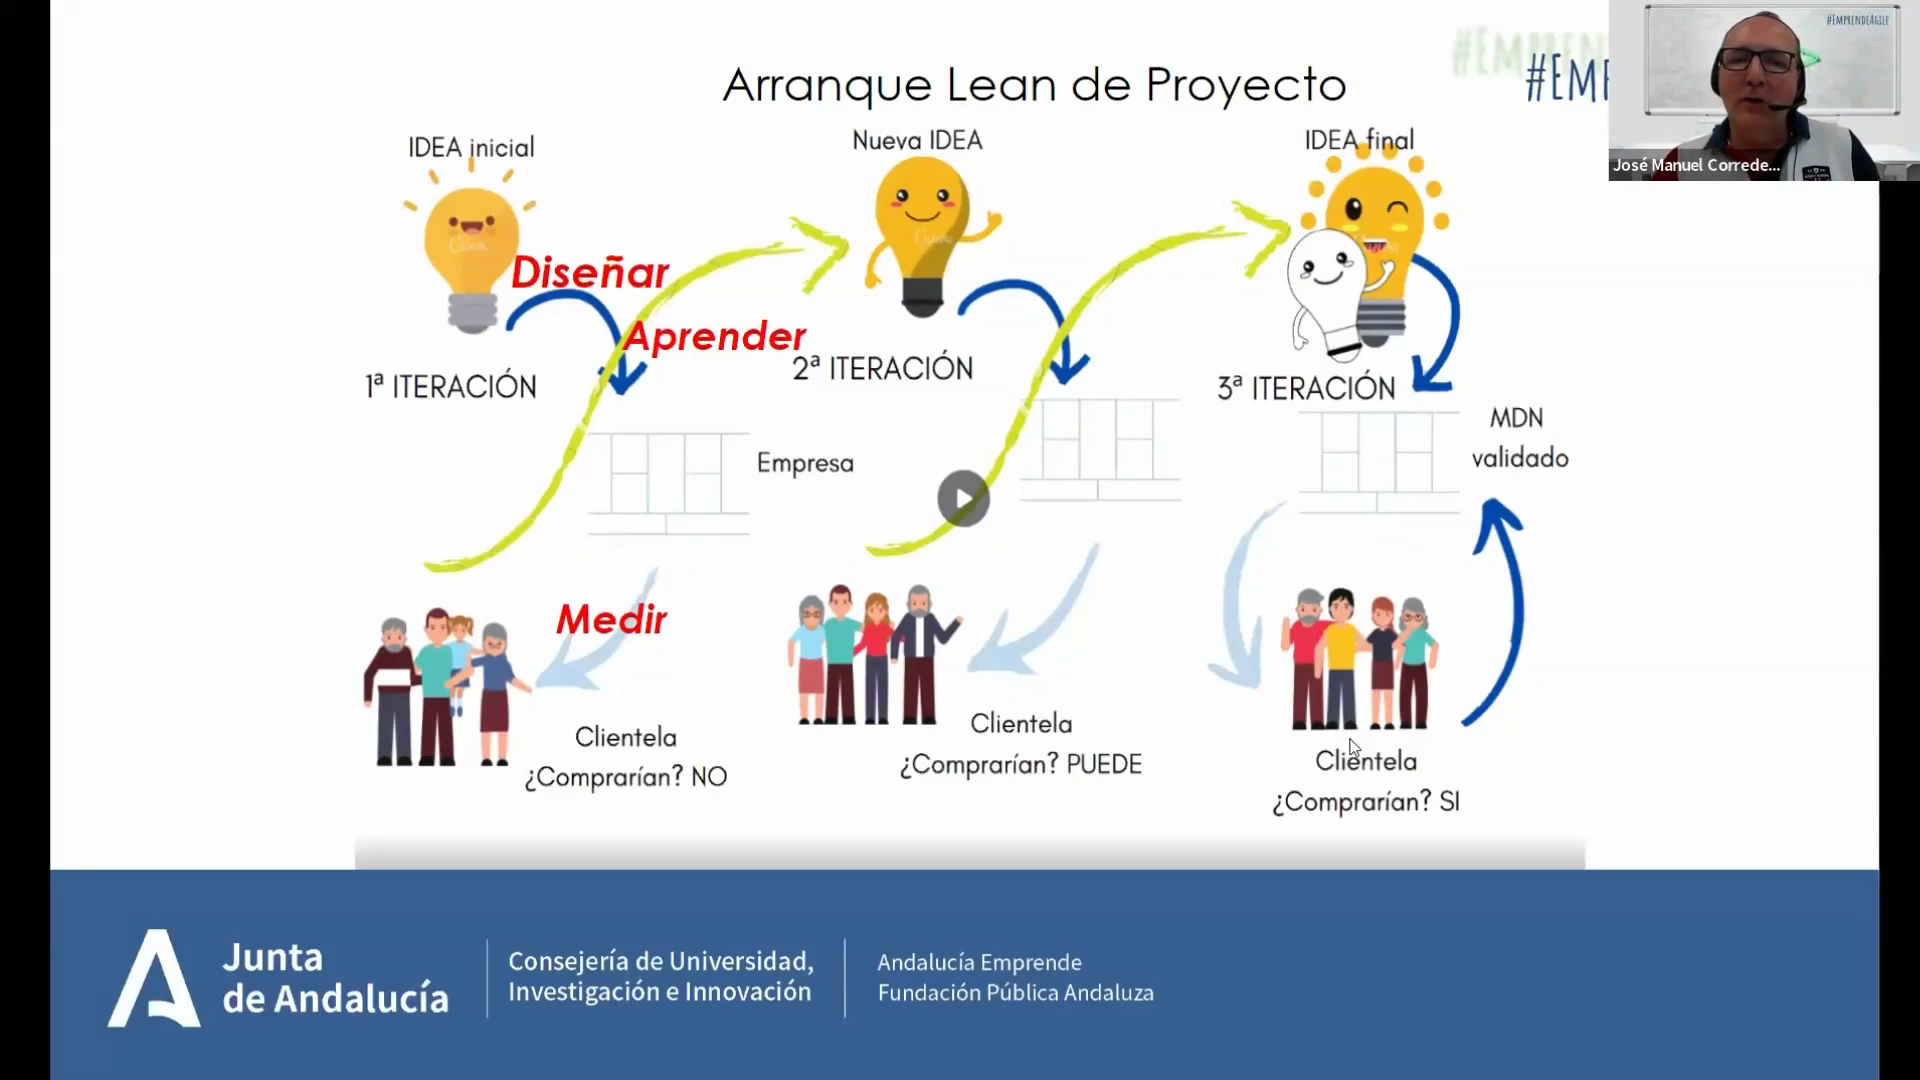 Arranque Lean de Proyecto
#EMPRENDEAGILE
José Manuel Correde...
IDEA inicial
Nueva IDEA
IDEA final
Diseñar
Aprender
1ª ITERACIÓN
2ª ITERACIÓN
3ª ITERACIÓN
MDN
validado
Empresa
Medir
Clientela
¿Comprarían? NO
Clientela
¿Comprarían? PUEDE
Clientela
¿Comprarían? SI
Junta
de Andalucía
Consejería de Universidad,
Investigación e Innovación
Andalucía Emprende
Fundación Pública Andaluza